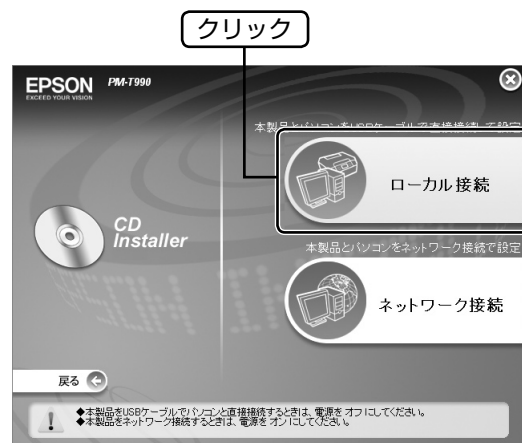 クリック
EPSON PM-T990
EXCEED YOUR VISION
本製品とパソコンをUSBケーブルで直接接続して設定
ローカル接続
CD
Installer
本製品とパソコンをネットワーク接続で設定
ネットワーク接続
戻る
◆本製品をUSBケーブルでパソコンと直接接続するときは、電源をオフにしてください。
◆本製品をネットワーク接続するときは、電源をオンにしてください。